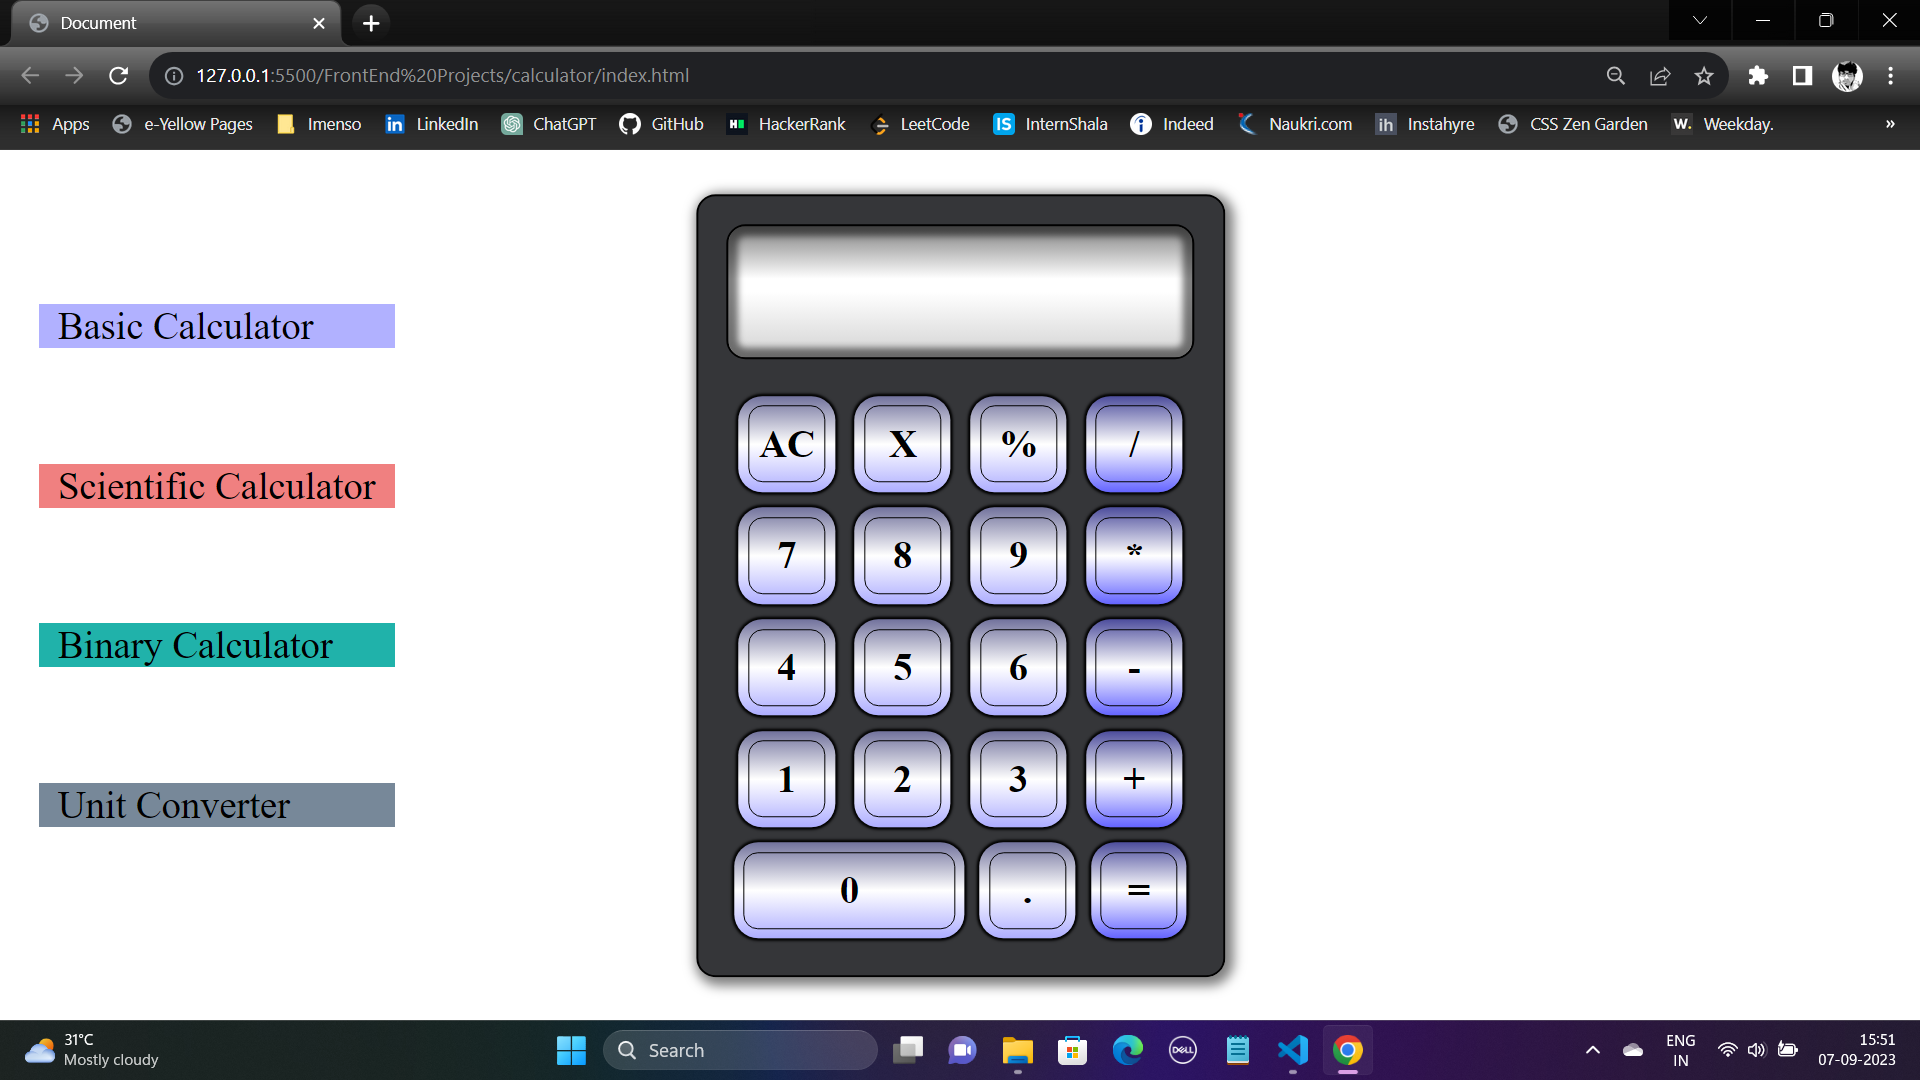 Document
127.0.0.1:5500/FrontEnd%20Projects/calculator/index.html
Apps e-Yellow Pages Imenso LinkedIn ChatGPT GitHub HackerRank LeetCode InternShala Indeed Naukri.com Instahyre CSS Zen Garden Weekday.
Basic Calculator
Scientific Calculator
Binary Calculator
Unit Converter
AC X % /
7 8 9 *
4 5 6 -
1 2 3 +
0 . =
31°C
Mostly cloudy
Search
ENG
IN
15:51
07-09-2023